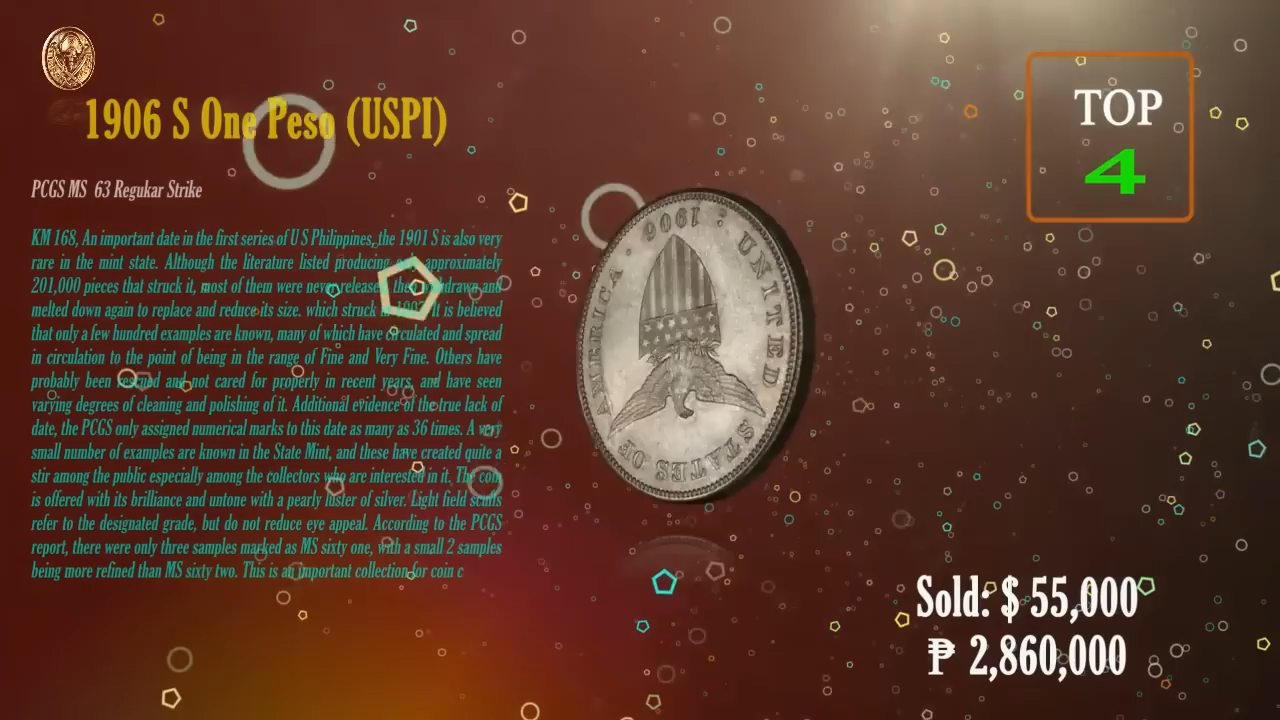 1906 S One Peso (USPI)
TOP
4
PCGS MS 63 Regukar Strike
KM 168, An important date in the first series of U S Philippines, the 1901 S is also very
rare in the mint state. Although the literature listed producing approximately
201,000 pieces that struck it, most of them were never released, then withdrawn and
melted down again to replace and reduce its size. which struck in 1907. It is believed
that only a few hundred examples are known, many of which have circulated and spread
in circulation to the point of being in the range of Fine and Very Fine. Others have
probably been rescued and not cared for properly in recent years, and have seen
varying degrees of cleaning and polishing of it. Additional evidence of the true lack of
date, the PCGS only assigned numerical marks to this date as many as 36 times. A very
small number of examples are known in the State Mint, and these have created quite a
stir among the public especially among the collectors who are interested in it. The coin
is offered with its brilliance and untone with a pearly luster of silver. Light field scuffs
refer to the designated grade, but do not reduce eye appeal. According to the PCGS
report, there were only three samples marked as MS sixty one, with a small 2 samples
being more refined than MS sixty two. This is an important collection for coin c
UNITED STATES OF AMERICA
1906
Sold: $ 55,000
₱ 2,860,000